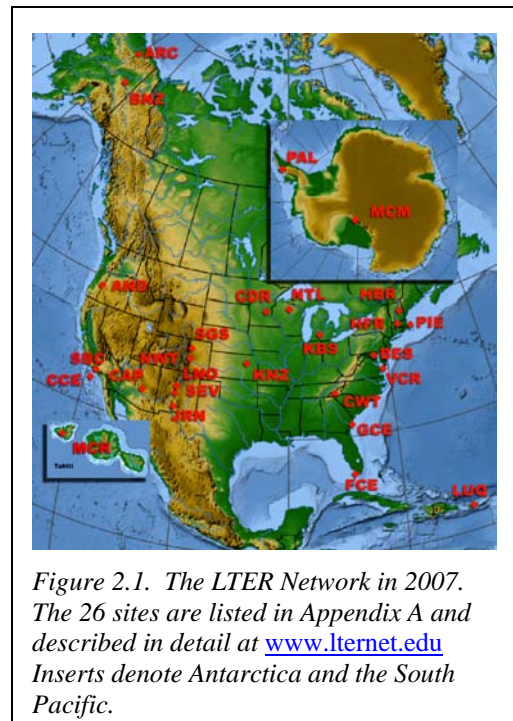 ARC
BNZ
PAL
MCM
AND
CDR
NTL
HBR
HFR
PIE
SGS
KBS
BES
SBC
NWT
LNO
KNZ
VCR
CCE
CAP
SEV
CWT
JRN
GCE
MCR
Tahiti
FCE
LUQ
Figure 2.1. The LTER Network in 2007.
The 26 sites are listed in Appendix A and
described in detail at www.lternet.edu
Inserts denote Antarctica and the South
Pacific.